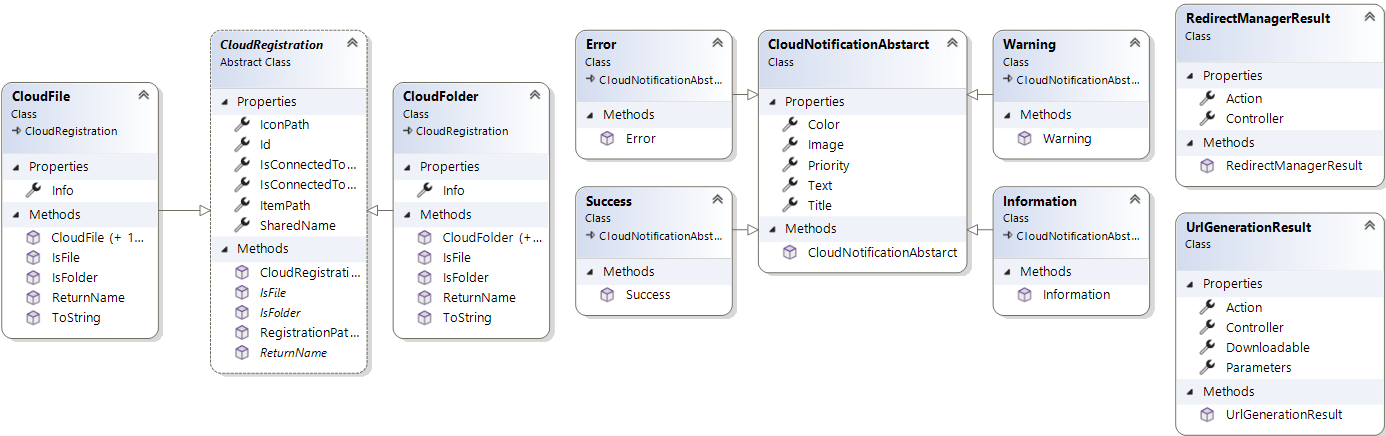 CloudFile
Class
CloudRegistration
Properties
Info
Methods
CloudFile (+ 1...
IsFile
IsFolder
ReturnName
ToString
CloudRegistration
Abstract Class
Properties
IconPath
Id
IsConnectedTo...
IsConnectedTo...
ItemPath
SharedName
Methods
CloudRegistrati...
IsFile
IsFolder
RegistrationPat...
ReturnName
CloudFolder
Class
CloudRegistration
Properties
Info
Methods
CloudFolder (+...
IsFile
IsFolder
ReturnName
ToString
Error
Class
CloudNotificationAbst...
Methods
Error
Success
Class
CloudNotificationAbst...
Methods
Success
CloudNotificationAbstarct
Class
Properties
Color
Image
Priority
Text
Title
Methods
CloudNotificationAbstarct
Warning
Class
CloudNotificationAbst...
Methods
Warning
Information
Class
CloudNotificationAbst...
Methods
Information
RedirectManagerResult
Class
Properties
Action
Controller
Methods
RedirectManagerResult
UrlGenerationResult
Class
Properties
Action
Controller
Downloadable
Parameters
Methods
UrlGenerationResult